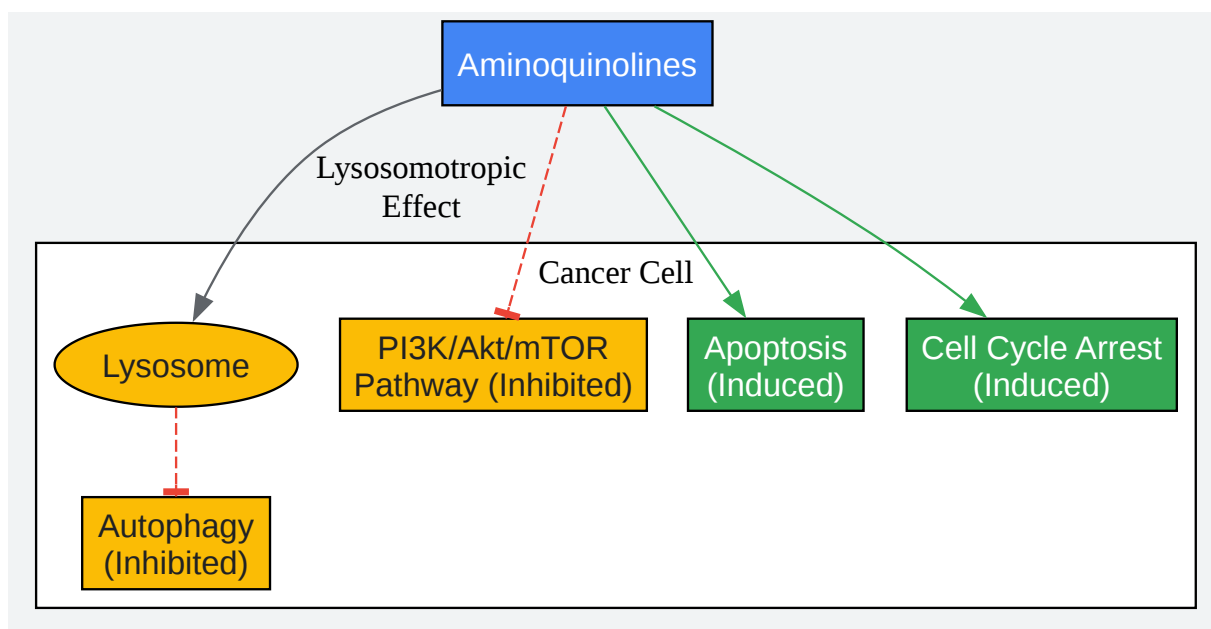 Aminoquinolines
Lysosomotropic
Effect
Cancer Cell
Lysosome
PI3K/Akt/mTOR
Pathway (Inhibited)
Apoptosis
(Induced)
Cell Cycle Arrest
(Induced)
Autophagy
(Inhibited)